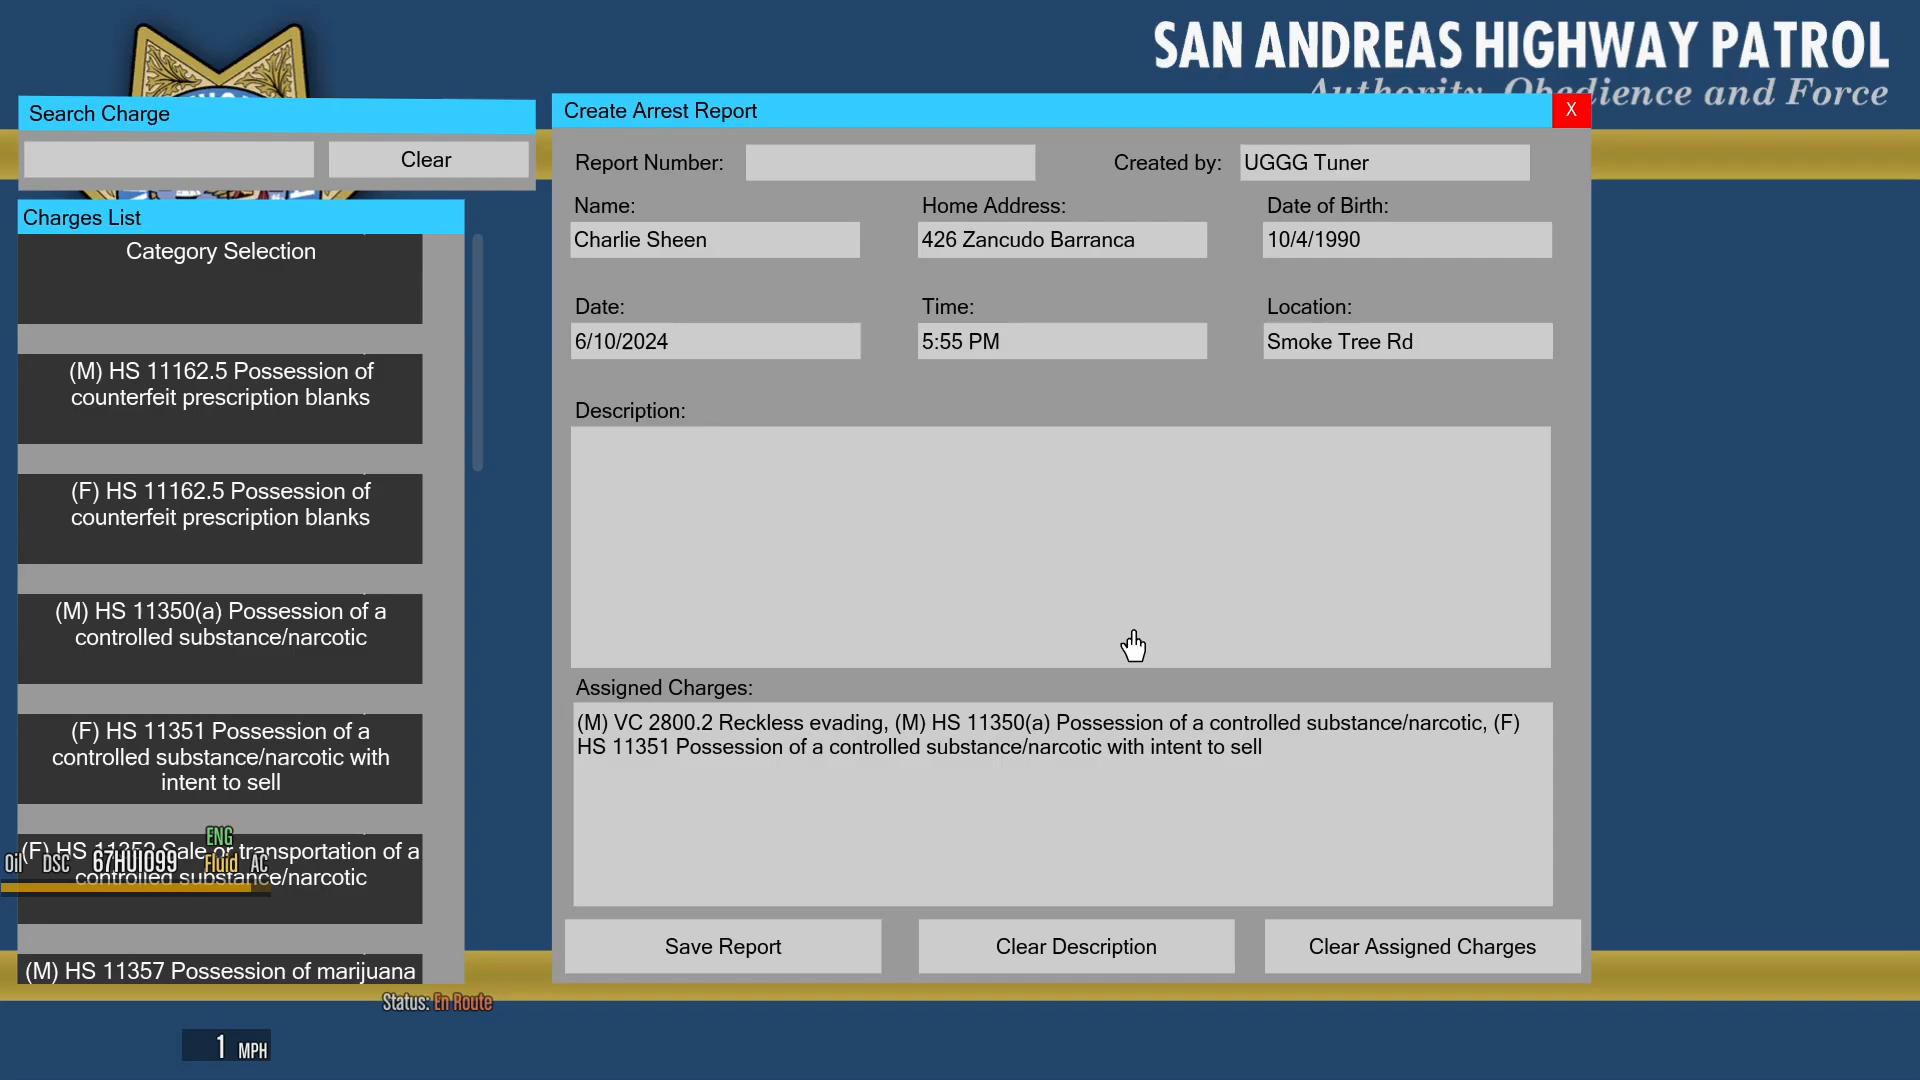 SAN ANDREAS HIGHWAY PATROL
Authority, Obedience and Force
Search Charge
Clear
Charges List
Category Selection
(M) HS 11162.5 Possession of
counterfeit prescription blanks
(F) HS 11162.5 Possession of
counterfeit prescription blanks
(M) HS 11350(a) Possession of a
controlled substance/narcotic
(F) HS 11351 Possession of a
controlled substance/narcotic with
intent to sell
(F) HS 11352 Sale or transportation of a
controlled substance/narcotic
(M) HS 11357 Possession of marijuana
Create Arrest Report
X
Report Number:
Created by: UGGG Tuner
Name: Home Address: Date of Birth:
Charlie Sheen 426 Zancudo Barranca 10/4/1990
Date: Time: Location:
6/10/2024 5:55 PM Smoke Tree Rd
Description:
Assigned Charges:
(M) VC 2800.2 Reckless evading, (M) HS 11350(a) Possession of a controlled substance/narcotic, (F)
HS 11351 Possession of a controlled substance/narcotic with intent to sell
Save Report Clear Description Clear Assigned Charges
ENG
Oil DSC 67HUI099 Fluid AC
Status: En Route
1 MPH